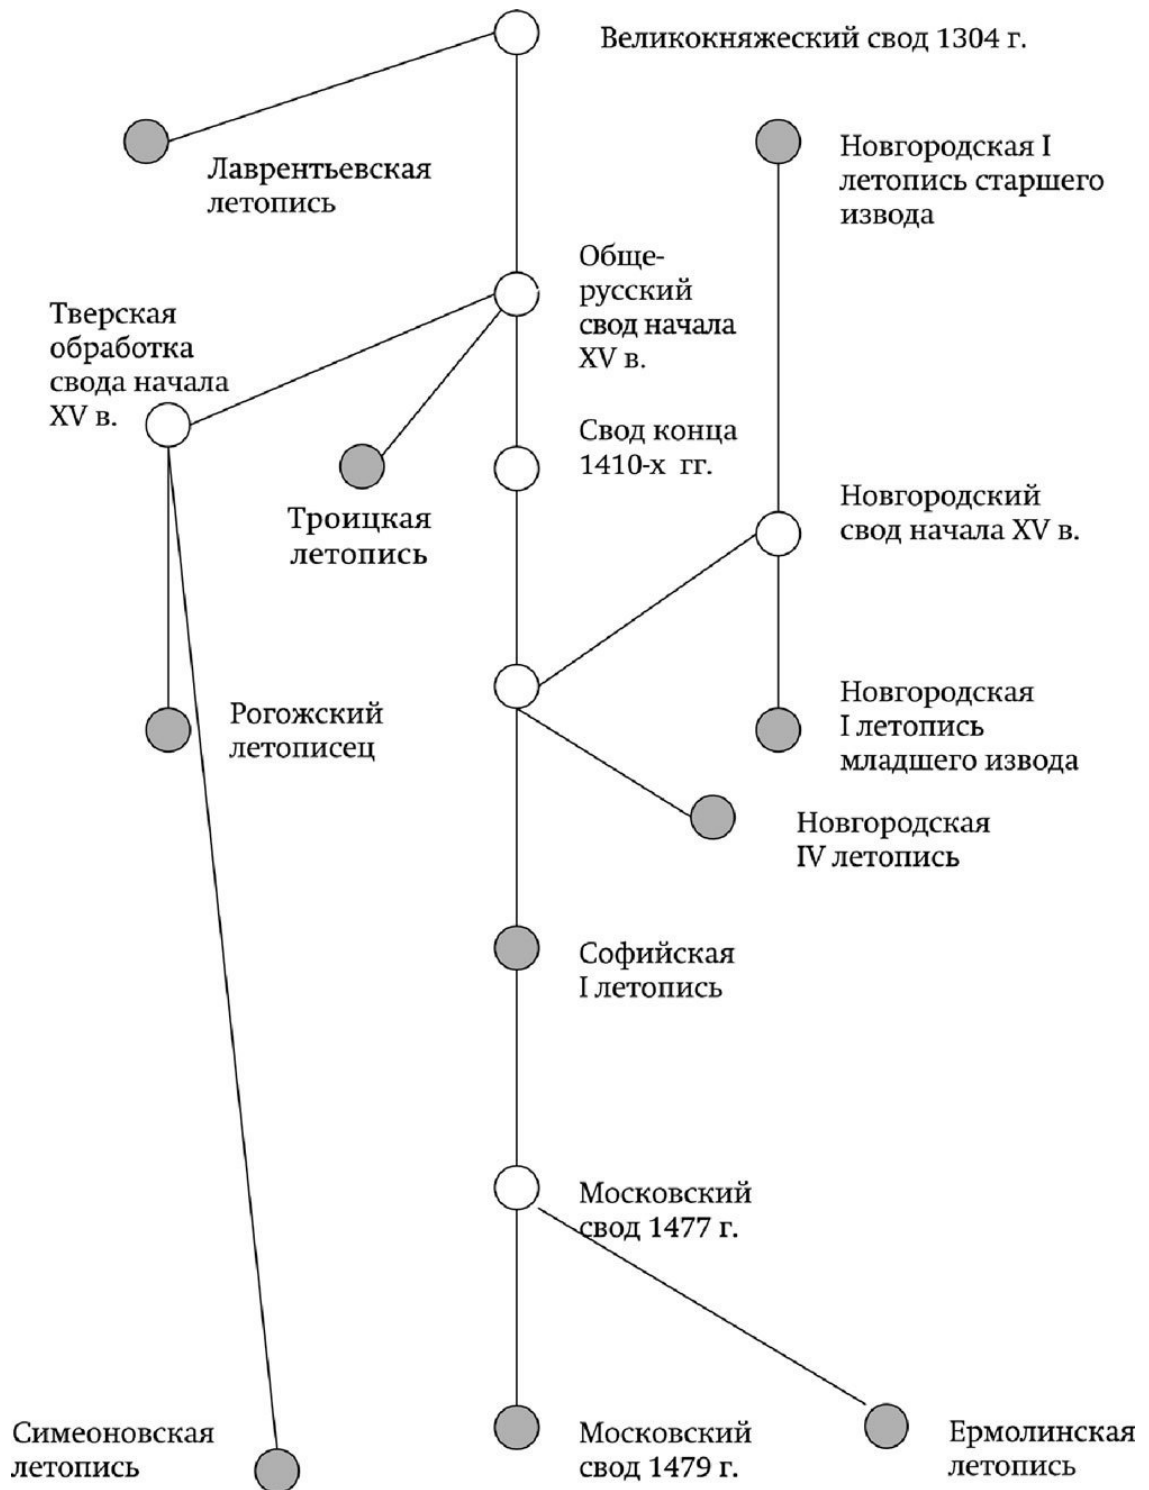 Великокняжеский свод 1304 г.
Лаврентьевская
летопись
Новгородская I
летопись старшего
извода
Обще-
русский
свод начала
XV в.
Тверская
обработка
свода начала
XV в.
Свод конца
1410-х гг.
Троицкая
летопись
Новгородский
свод начала XV в.
Рогожский
летописец
Новгородская
I летопись
младшего извода
Новгородская
IV летопись
Софийская
I летопись
Московский
свод 1477 г.
Симеоновская
летопись
Московский
свод 1479 г.
Ермолинская
летопись